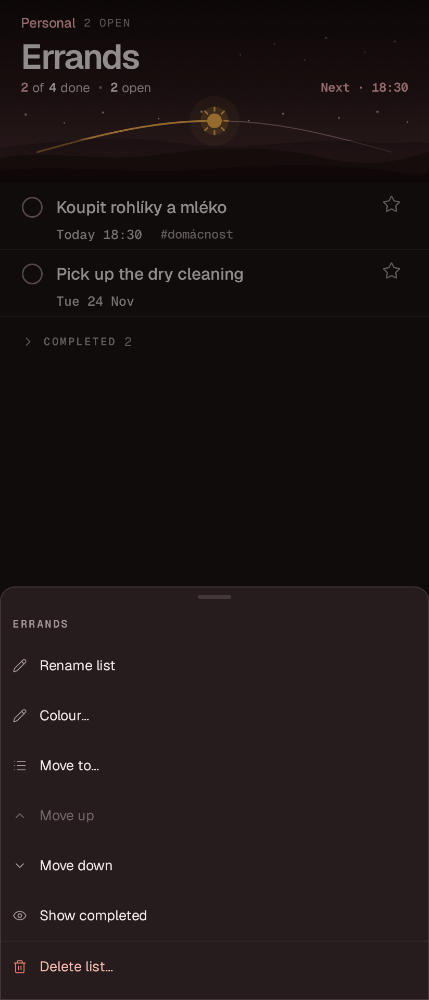 Personal 2 OPEN
Errands
2 of 4 done • 2 open
Next · 18:30
Koupit rohlíky a mléko
Today 18:30 #domácnost
Pick up the dry cleaning
Tue 24 Nov
COMPLETED 2
ERRANDS
Rename list
Colour…
Move to…
Move up
Move down
Show completed
Delete list…